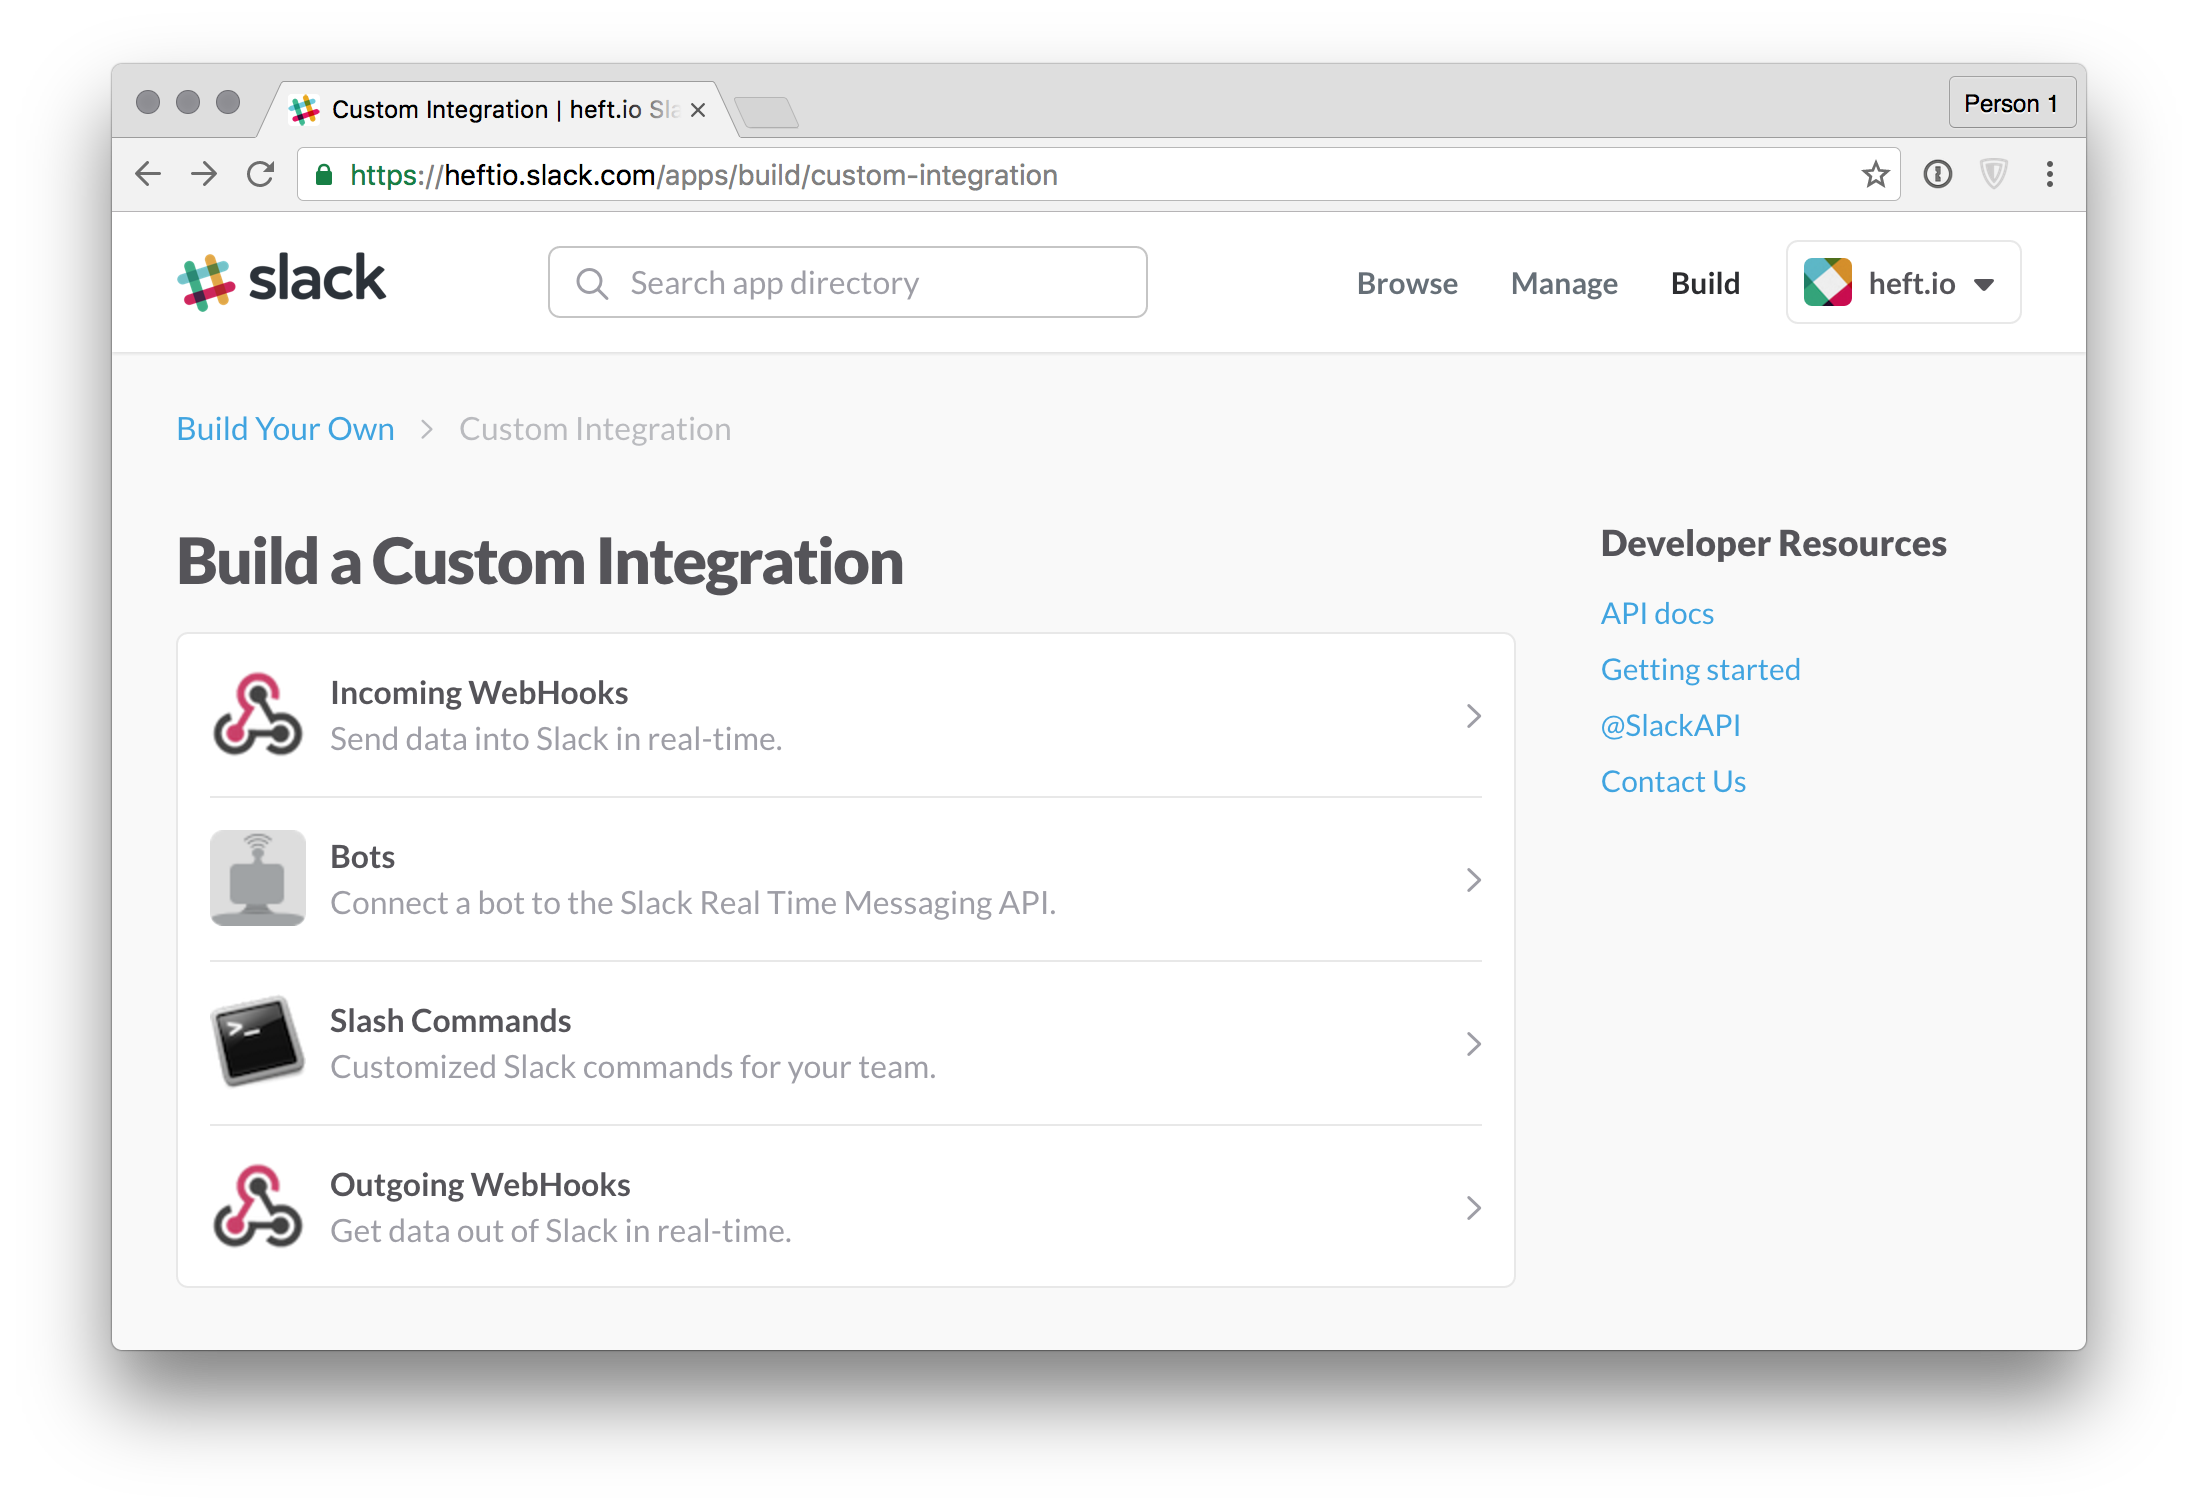 Custom Integration | heft.io Sla
Person 1
https://heftio.slack.com/apps/build/custom-integration
slack
Search app directory
Browse
Manage
Build
heft.io
Build Your Own
Custom Integration
Build a Custom Integration
Incoming WebHooks
Send data into Slack in real-time.
Bots
Connect a bot to the Slack Real Time Messaging API.
Slash Commands
Customized Slack commands for your team.
Outgoing WebHooks
Get data out of Slack in real-time.
Developer Resources
API docs
Getting started
@SlackAPI
Contact Us